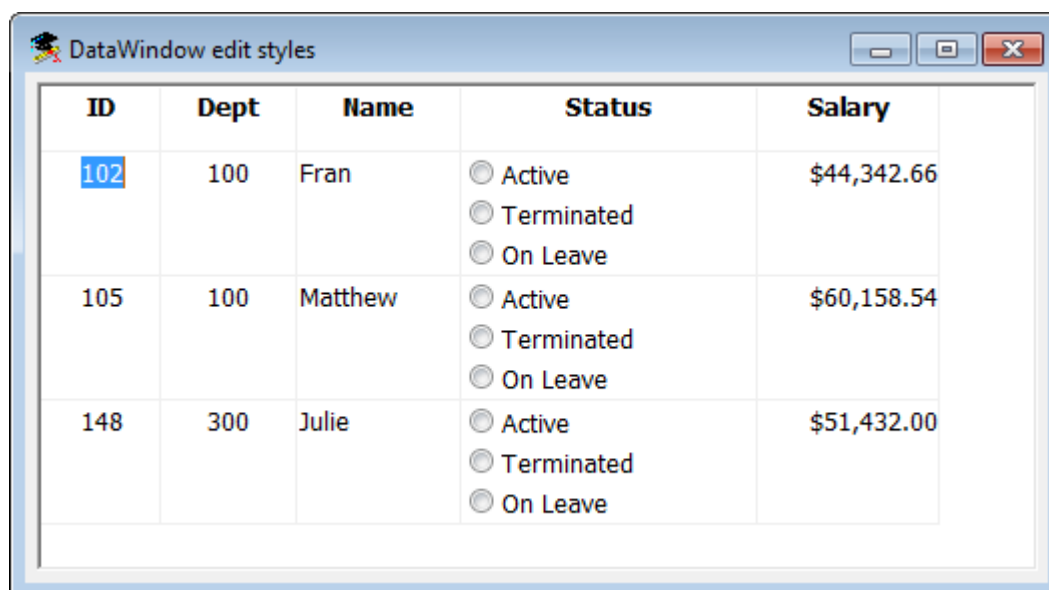 DataWindow edit styles
ID Dept Name Status Salary
102 100 Fran Active $44,342.66
Terminated
On Leave
105 100 Matthew Active $60,158.54
Terminated
On Leave
148 300 Julie Active $51,432.00
Terminated
On Leave